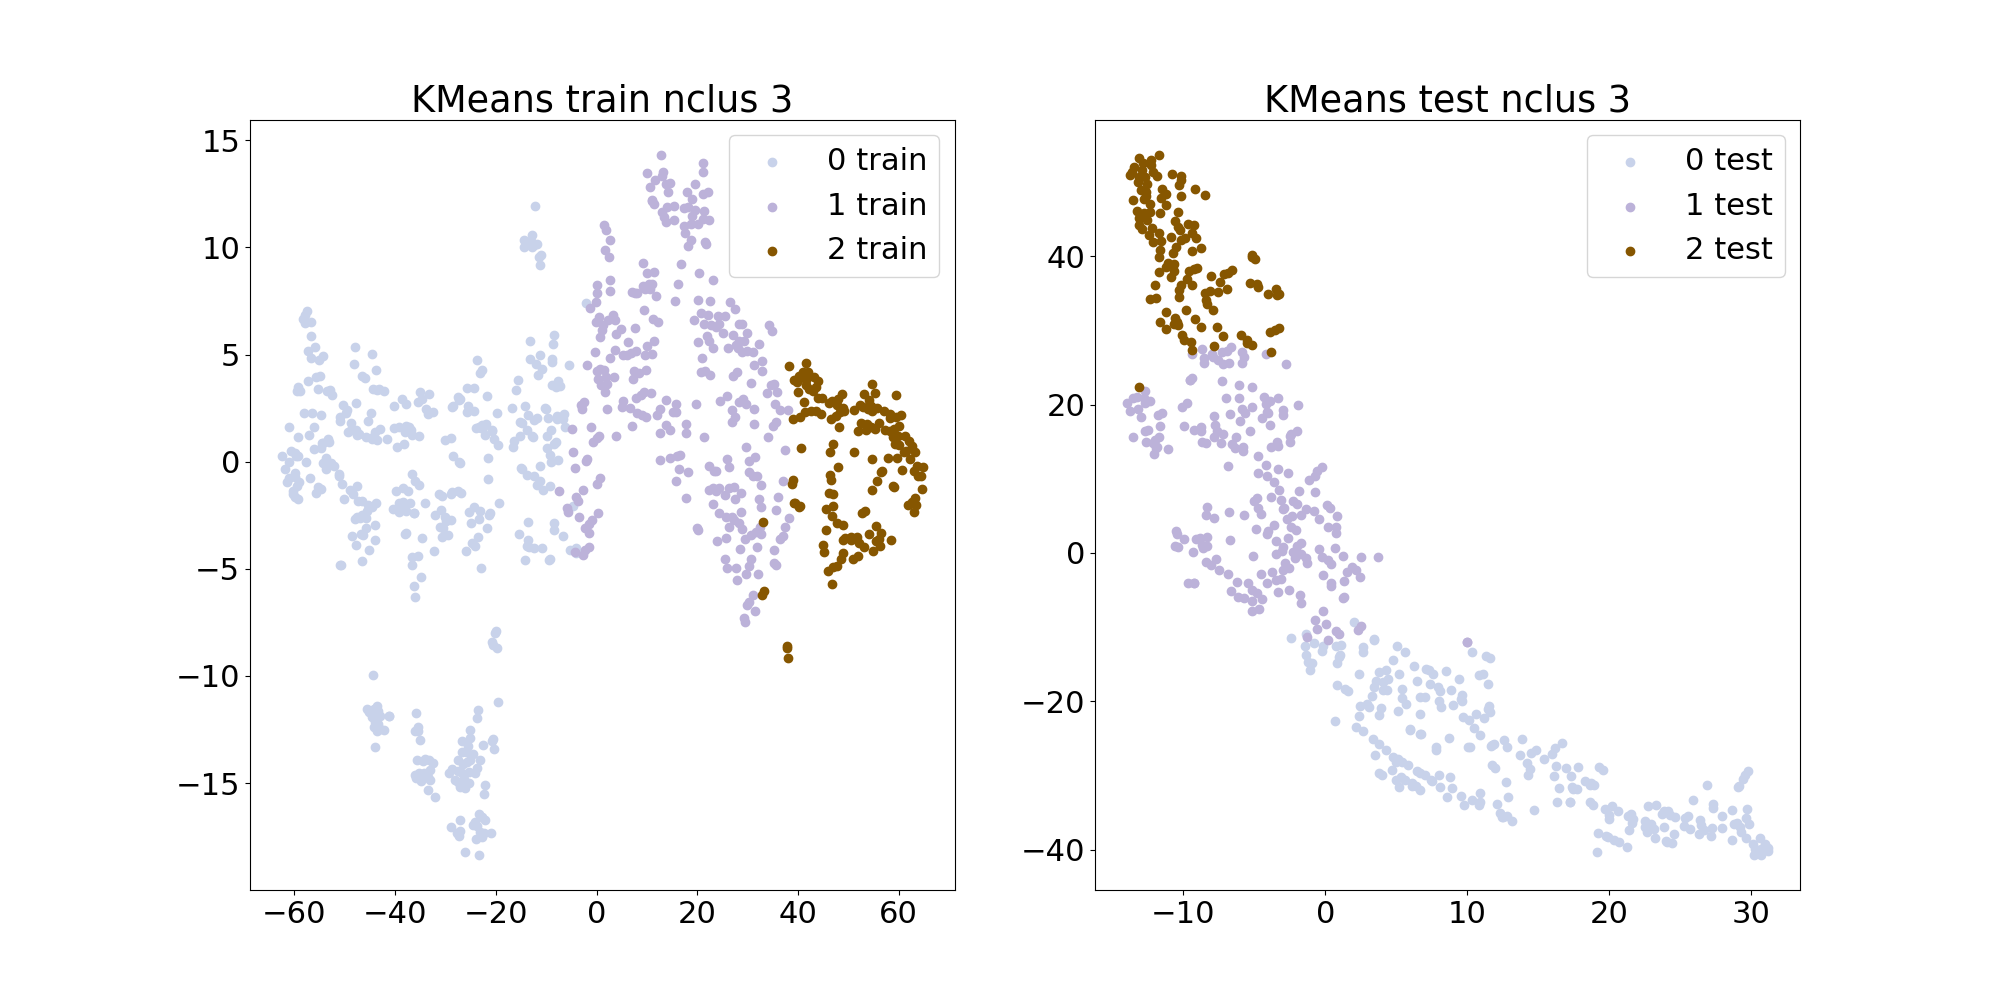 KMeans train nclus 3
15
10
5
0
−5
−10
−15
−60 −40 −20 0 20 40 60
0 train
1 train
2 train
KMeans test nclus 3
40
20
0
−20
−40
−10 0 10 20 30
0 test
1 test
2 test